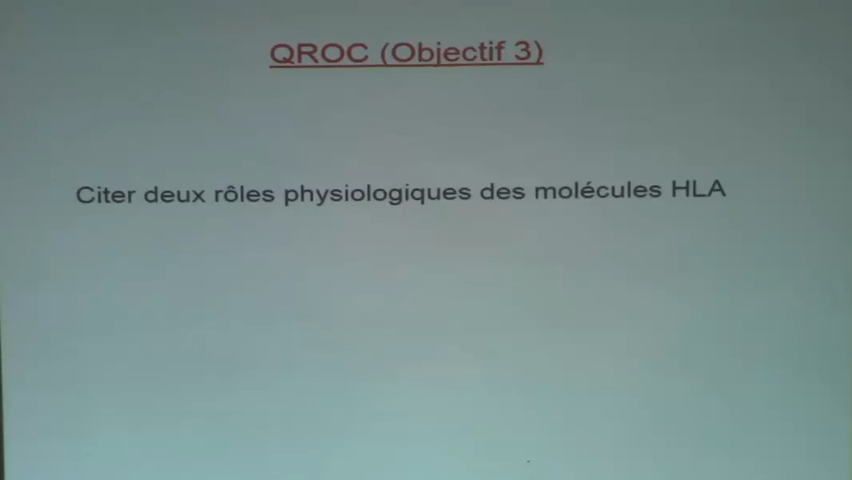 QROC (Objectif 3)
Citer deux rôles physiologiques des molécules HLA